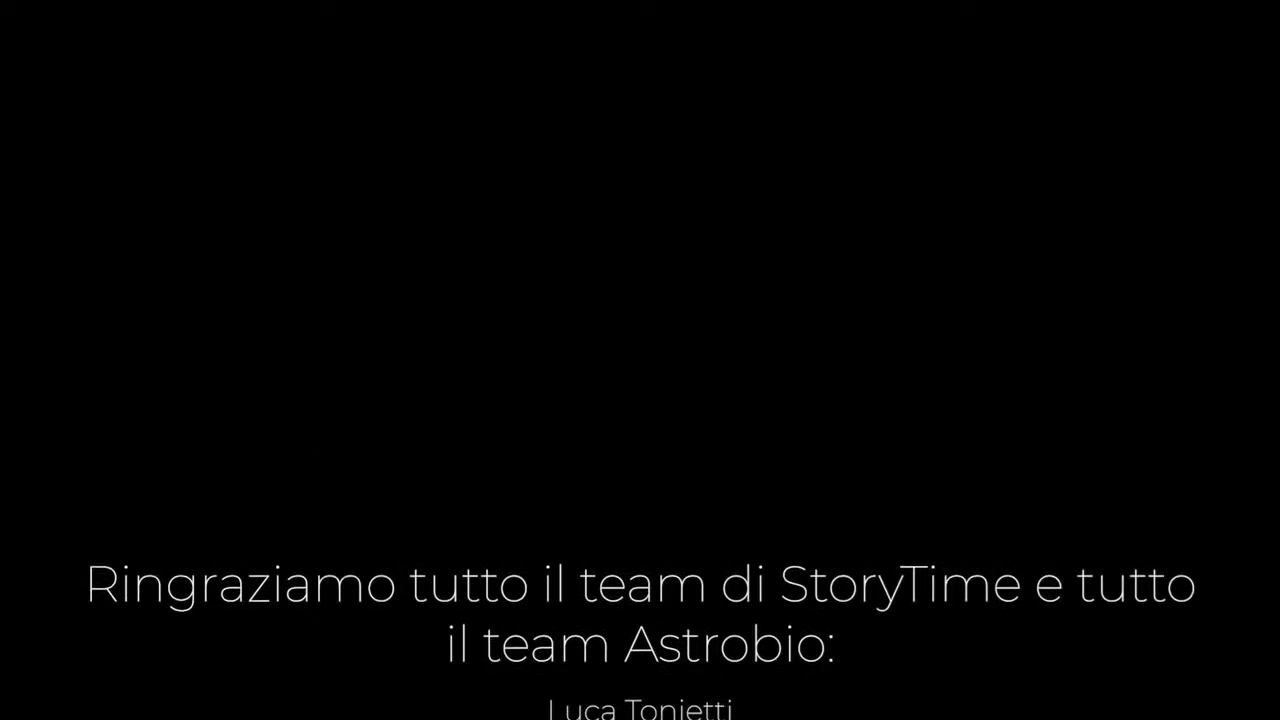 Ringraziamo tutto il team di StoryTime e tutto
il team Astrobio:
Luca Tonietti